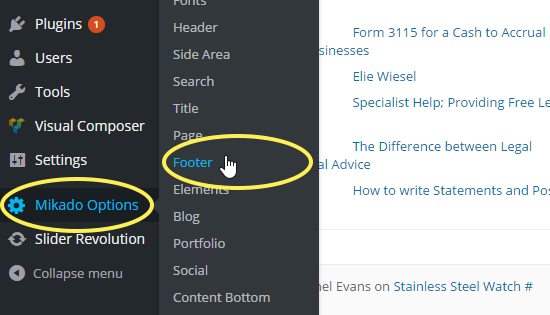 Plugins 1
Users
Tools
Visual Composer
Settings
Mikado Options
Slider Revolution
Collapse menu
Fonts
Header
Side Area
Search
Title
Page
Footer
Elements
Blog
Portfolio
Social
Content Bottom
Form 3115 for a Cash to Accrual
sinesses
Elie Wiesel
Specialist Help; Providing Free Le
The Difference between Legal
al Advice
How to write Statements and Pos
nel Evans on Stainless Steel Watch #